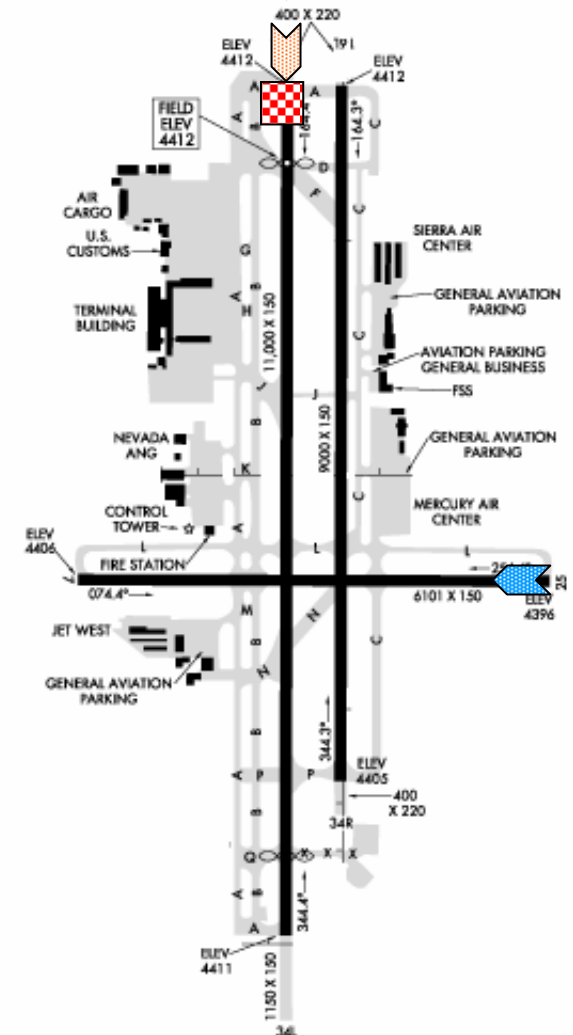 400 X 220
16L
ELEV
4412
ELEV
4412
A
A
A
B
164.3°
C
FIELD
ELEV
4412
D
F
AIR
CARGO
C
U.S.
CUSTOMS
SIERRA AIR
CENTER
G
B
A
H
GENERAL AVIATION
PARKING
11,000 X 150
TERMINAL
BUILDING
C
AVIATION PARKING
GENERAL BUSINESS
FSS
J
J
B
9000 X 150
NEVADA
ANG
GENERAL AVIATION
PARKING
K
C
CONTROL
TOWER
MERCURY AIR
CENTER
A
ELEV
4406
L
L
L
FIRE STATION
7
25
074.4°
6101 X 150
ELEV
4396
M
N
JET WEST
B
C
N
GENERAL AVIATION
PARKING
344.3°
B
A
P
P
ELEV
4405
400
X 220
B
34R
Q
X
X
X
A
B
344.4°
A
ELEV
4411
1150 X 150
34L